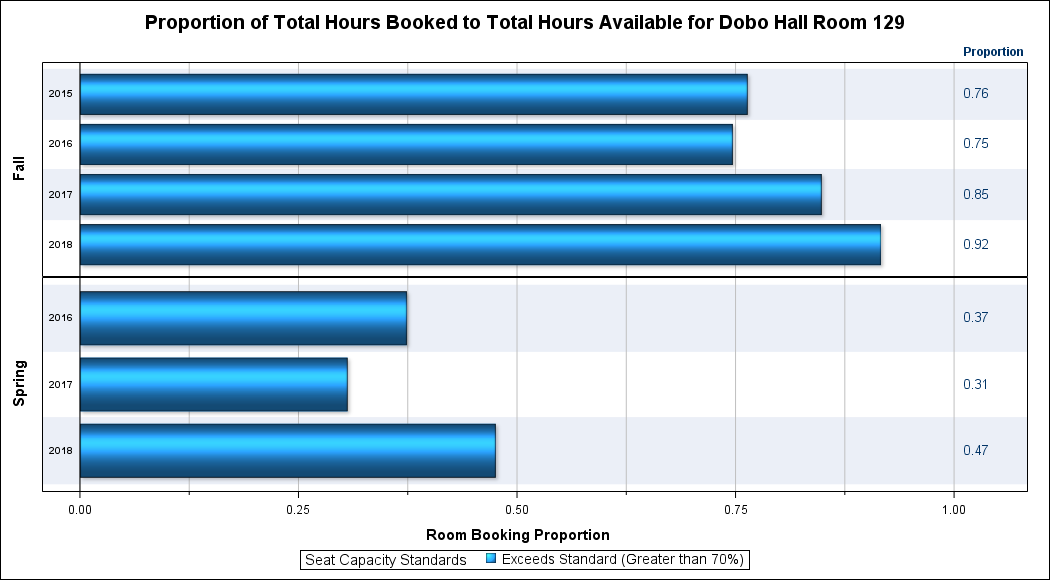 Proportion of Total Hours Booked to Total Hours Available for Dobo Hall Room 129
Proportion
Fall
2015 0.76
2016 0.75
2017 0.85
2018 0.92
Spring
2016 0.37
2017 0.31
2018 0.47
0.00 0.25 0.50 0.75 1.00
Room Booking Proportion
Seat Capacity Standards Exceeds Standard (Greater than 70%)